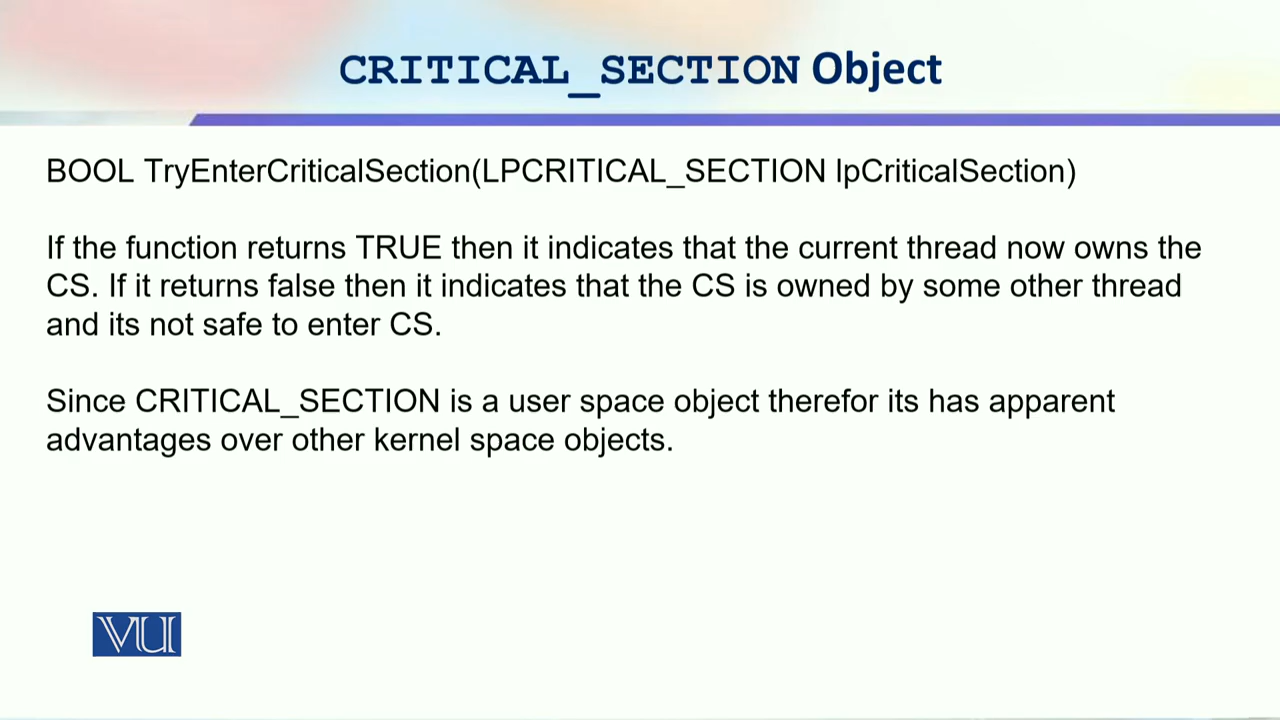 CRITICAL_SECTION Object
BOOL TryEnterCriticalSection(LPCRITICAL_SECTION lpCriticalSection)
If the function returns TRUE then it indicates that the current thread now owns the
CS. If it returns false then it indicates that the CS is owned by some other thread
and its not safe to enter CS.
Since CRITICAL_SECTION is a user space object therefor its has apparent
advantages over other kernel space objects.
VU